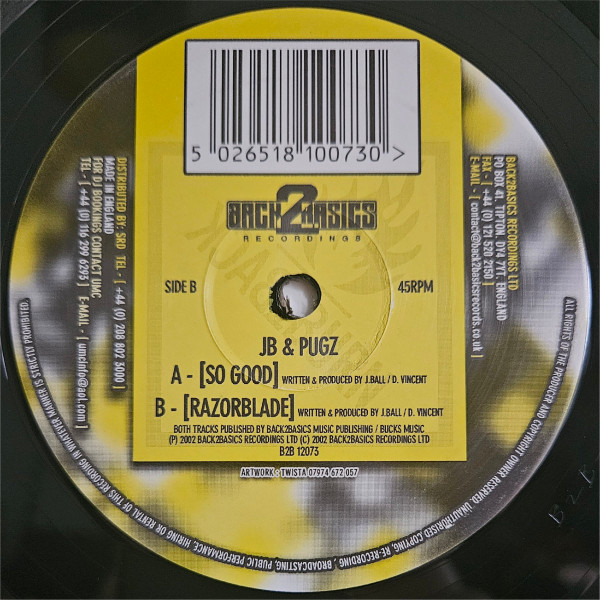 5 026518 100730 >
BACK2BASICS
RECORDINGS
SIDE B
45RPM
JB & PUGZ
A - [SO GOOD] WRITTEN & PRODUCED BY J.BALL / D. VINCENT
B - [RAZORBLADE] WRITTEN & PRODUCED BY J.BALL / D. VINCENT
BOTH TRACKS PUBLISHED BY BACK2BASICS MUSIC PUBLISHING / BUCKS MUSIC
(P) 2002 BACK2BASICS RECORDINGS LTD (C) 2002 BACK2BASICS RECORDINGS LTD
B2B 12073
ARTWORK : TWISTA 07974 672 057
DISTRIBUTED BY: SRD TEL - [ +44 (0) 208 802 3000 ]
MADE IN ENGLAND
FOR DJ BOOKINGS CONTACT UMC
TEL - [ +44 (0) 116 299 6293 ] E-MAIL - [ umcinfo@aol.com ]
BACK2BASICS RECORDINGS LTD
PO BOX 41, TIPTON, DY4 7YT. ENGLAND
FAX - [ +44 (0) 121 520 2150 ]
E-MAIL - [ contact@back2basicsrecords.co.uk ]
ALL RIGHTS OF THE PRODUCER AND COPYRIGHT OWNER RESERVED. UNAUTHORISED COPYING, RE-RECORDING, BROADCASTING, PUBLIC PERFORMANCE, HIRING OR RENTAL OF THIS RECORDING IN WHATEVER MANNER IS STRICTLY PROHIBITED